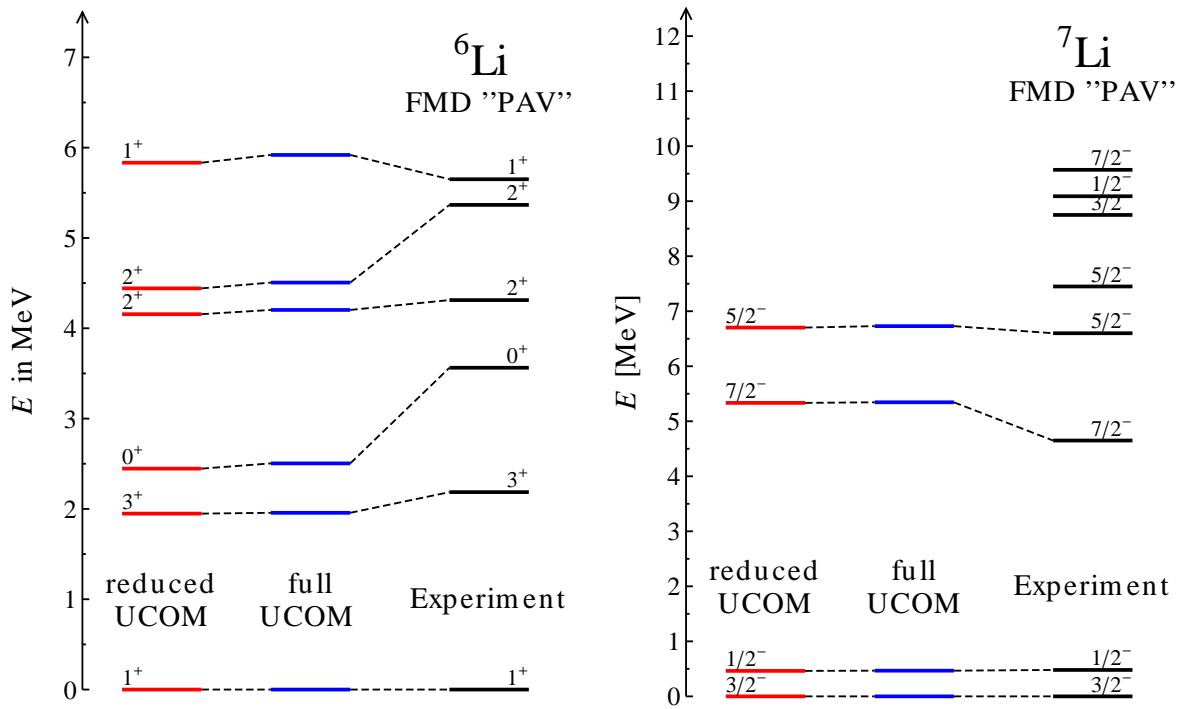 ⁶Li
FMD ”PAV”
E in MeV
7
6
5
4
3
2
1
0
1⁺
2⁺
2⁺
0⁺
3⁺
1⁺
1⁺
2⁺
2⁺
0⁺
3⁺
1⁺
reduced
UCOM
full
UCOM
Experiment
⁷Li
FMD ”PAV”
E [MeV]
12
11
10
9
8
7
6
5
4
3
2
1
0
5/2⁻
7/2⁻
1/2⁻
3/2⁻
7/2⁻
1/2⁻
3/2
5/2⁻
5/2⁻
7/2⁻
1/2⁻
3/2⁻
reduced
UCOM
full
UCOM
Experiment